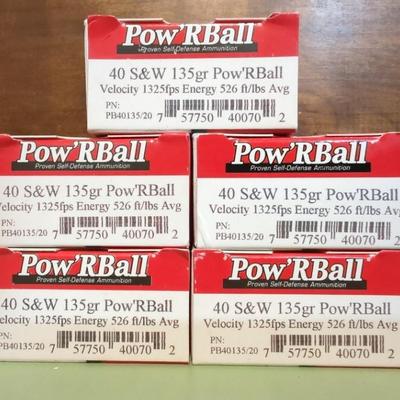 Pow'RBall
Proven Self-Defense Ammunition
40 S&W 135gr Pow'RBall
Velocity 1325fps Energy 526 ft/lbs Avg
PN:
PB40135/20 7 57750 40070 2
Pow'RBall
Proven Self-Defense Ammunition
40 S&W 135gr Pow'RBall
Velocity 1325fps Energy 526 ft/lbs Avg
PN:
PB40135/20 7 57750 40070 2
Pow'RBall
Proven Self-Defense Ammunition
40 S&W 135gr Pow'RBall
Velocity 1325fps Energy 526 ft/lbs Avg
PN:
PB40135/20 7 57750 40070 2
Pow'RBall
Proven Self-Defense Ammunition
40 S&W 135gr Pow'RBall
Velocity 1325fps Energy 526 ft/lbs Avg
PN:
PB40135/20 7 57750 40070 2
Pow'RBall
Proven Self-Defense Ammunition
40 S&W 135gr Pow'RBall
Velocity 1325fps Energy 526 ft/lbs Avg
PN:
PB40135/20 7 57750 40070 2